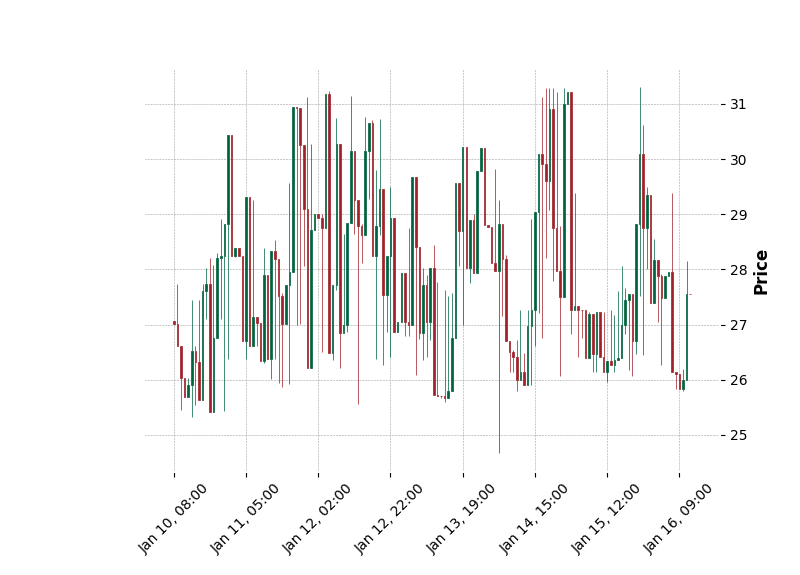 31
30
29
28
27
26
25
Price
Jan 10, 08:00
Jan 11, 05:00
Jan 12, 02:00
Jan 12, 22:00
Jan 13, 19:00
Jan 14, 15:00
Jan 15, 12:00
Jan 16, 09:00